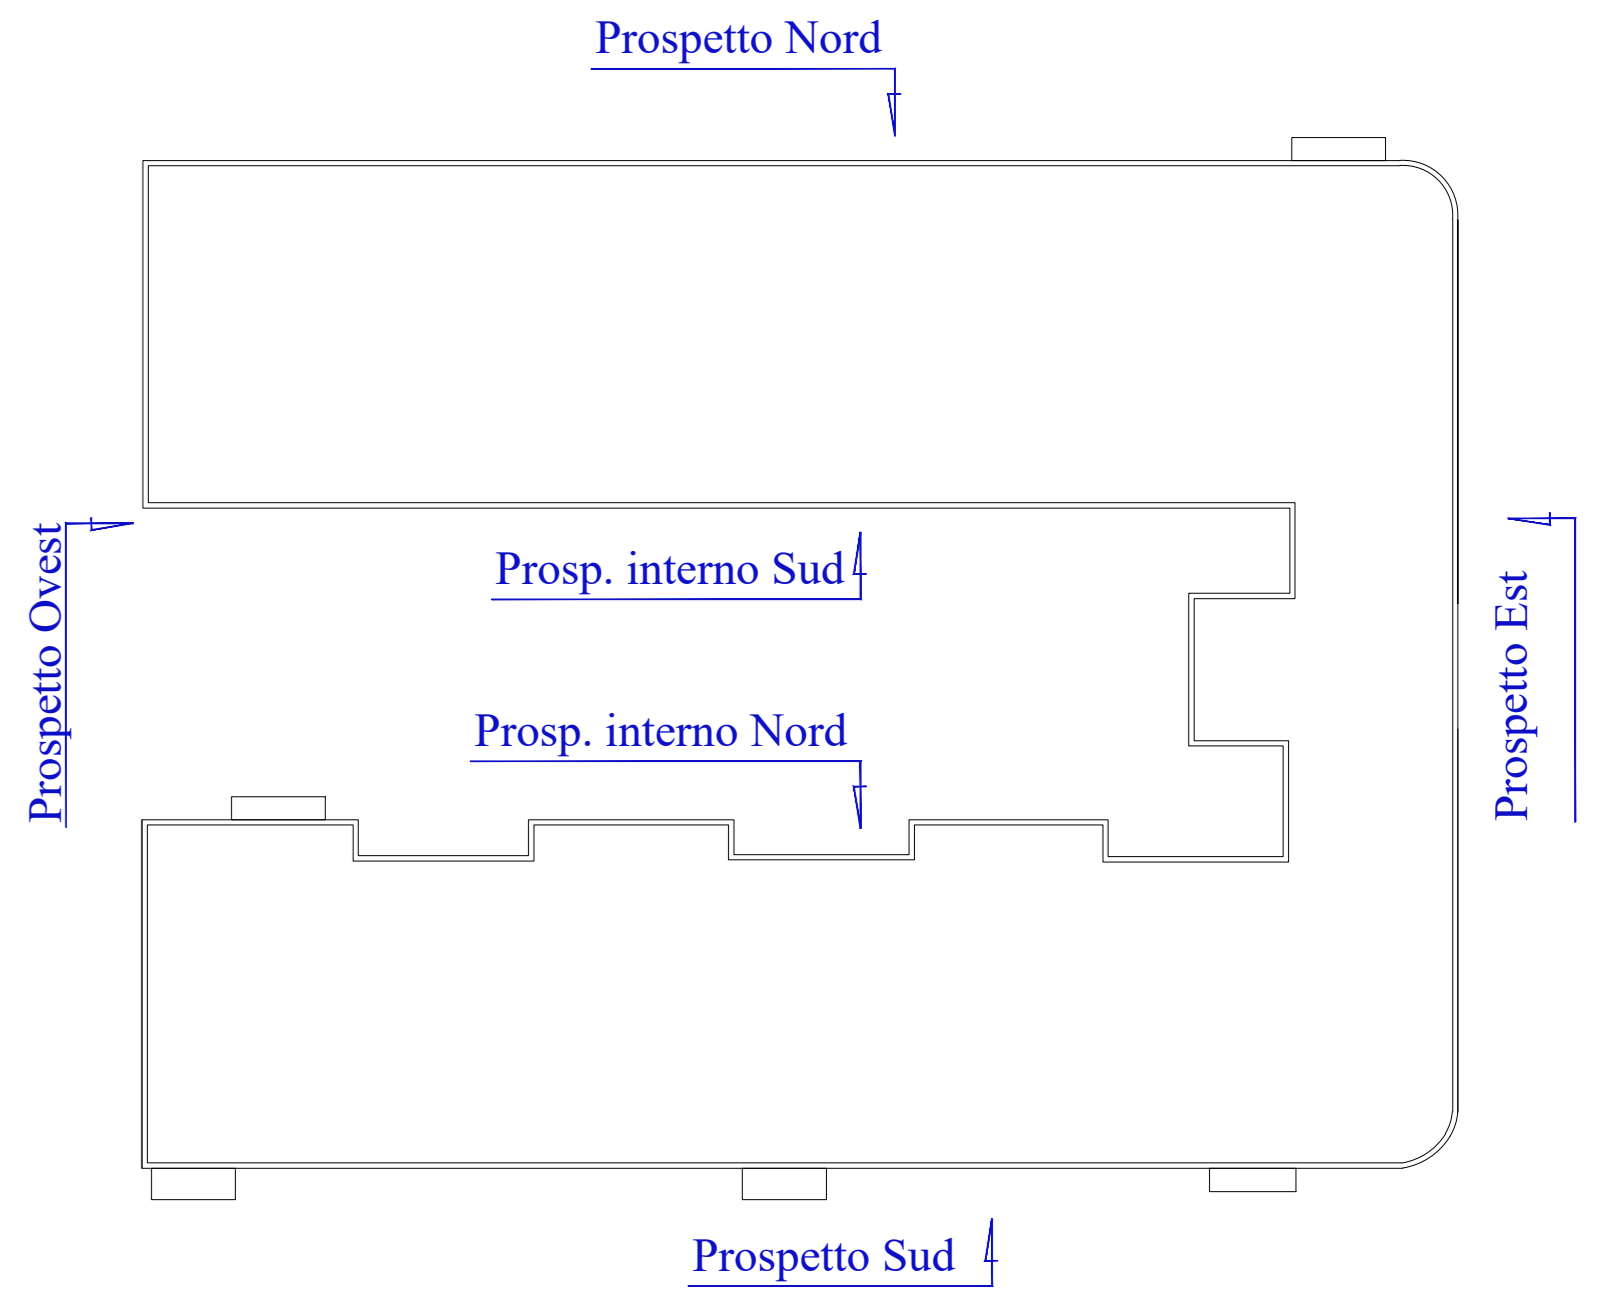 Prospetto Nord
Prospetto Ovest
Prosp. interno Sud
Prospetto Est
Prosp. interno Nord
Prospetto Sud